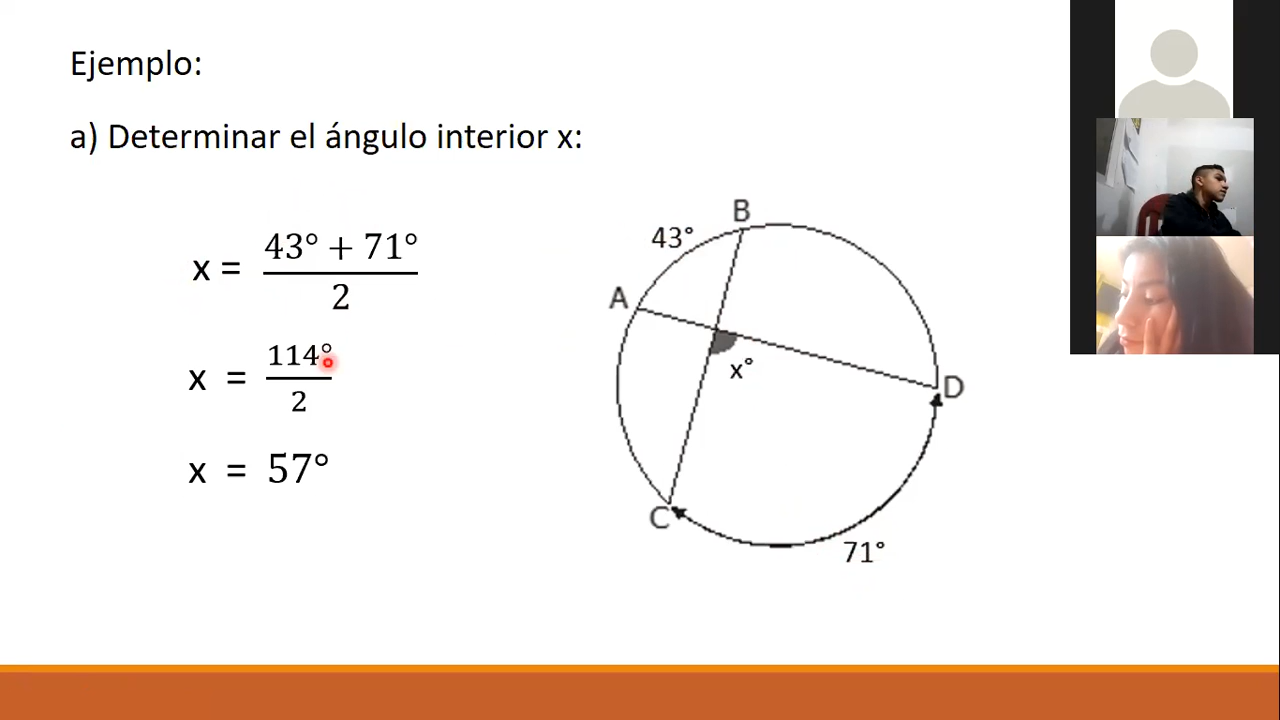 Ejemplo:
a) Determinar el ángulo interior x:
x = 43° + 71° / 2
x = 114° / 2
x = 57°
B
43°
A
x°
D
C
71°